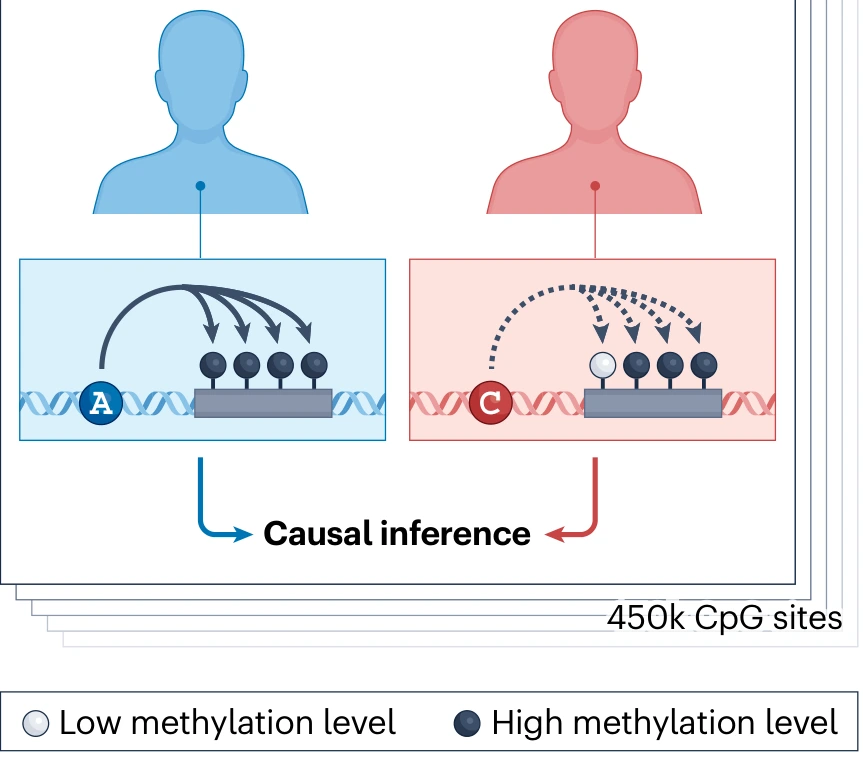 A
C
Causal inference
450k CpG sites
Low methylation level
High methylation level